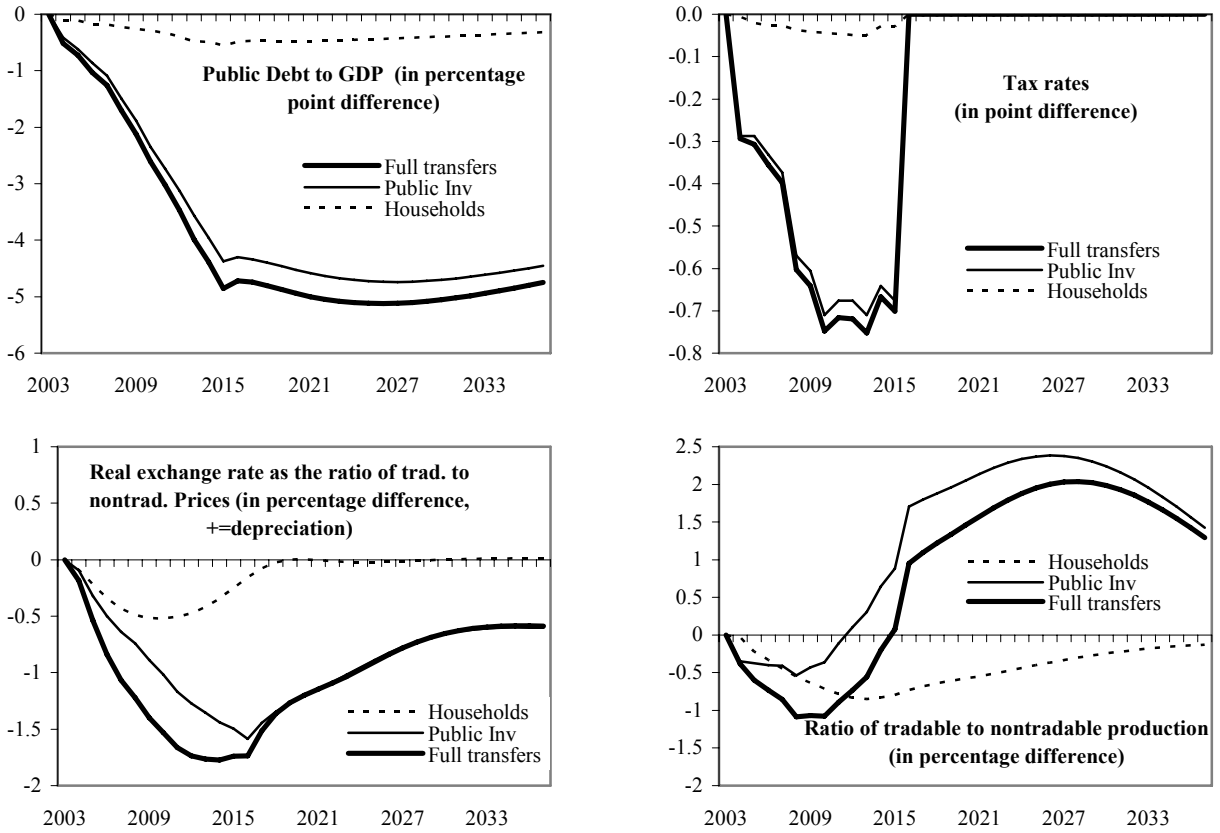 0
-1
-2
-3
-4
-5
-6
Public Debt to GDP (in percentage
point difference)
Full transfers
Public Inv
Households
2003 2009 2015 2021 2027 2033
0.0
-0.1
-0.2
-0.3
-0.4
-0.5
-0.6
-0.7
-0.8
Tax rates
(in point difference)
Full transfers
Public Inv
Households
2003 2009 2015 2021 2027 2033
1
0.5
0
-0.5
-1
-1.5
-2
Real exchange rate as the ratio of trad. to
nontrad. Prices (in percentage difference,
+=depreciation)
Households
Public Inv
Full transfers
2003 2009 2015 2021 2027 2033
2.5
2
1.5
1
0.5
0
-0.5
-1
-1.5
-2
Households
Public Inv
Full transfers
Ratio of tradable to nontradable production
(in percentage difference)
2003 2009 2015 2021 2027 2033